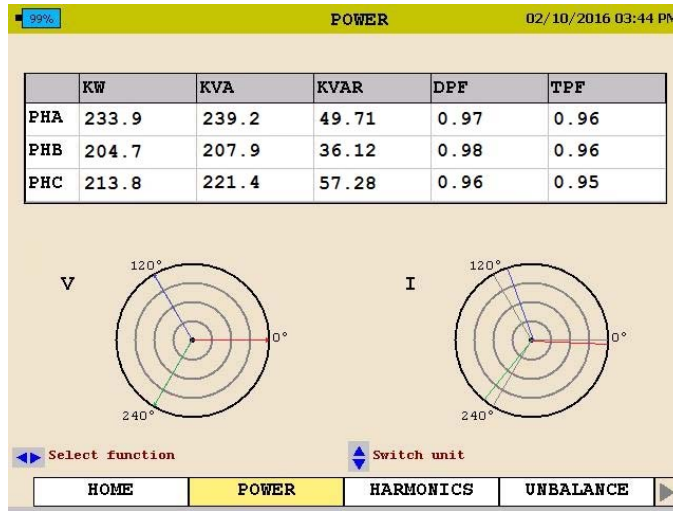 99% POWER 02/10/2016 03:44 PM
KW KVA KVAR DPF TPF
PHA 233.9 239.2 49.71 0.97 0.96
PHB 204.7 207.9 36.12 0.98 0.96
PHC 213.8 221.4 57.28 0.96 0.95
120° 120°
V I
0° 0°
240° 240°
Select function Switch unit
HOME POWER HARMONICS UNBALANCE